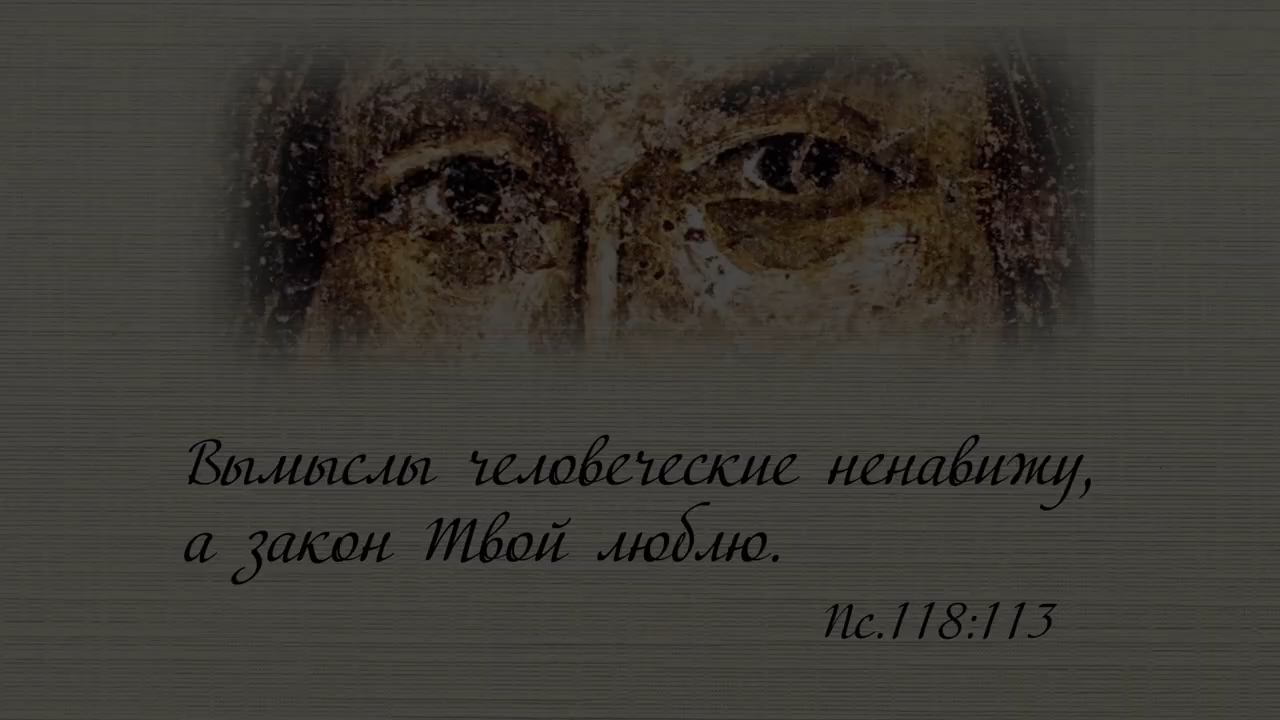 Вымыслы человеческие ненавижу,
а закон Твой люблю.
Пс.118:113